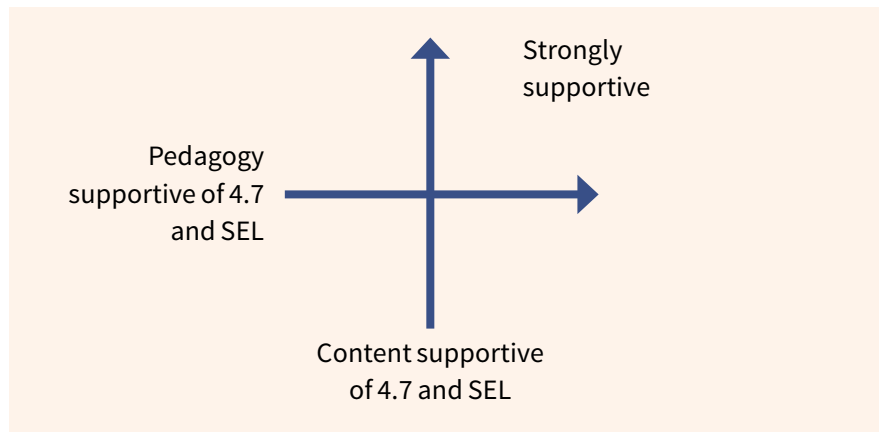 Strongly
supportive
Pedagogy
supportive of 4.7
and SEL
Content supportive
of 4.7 and SEL